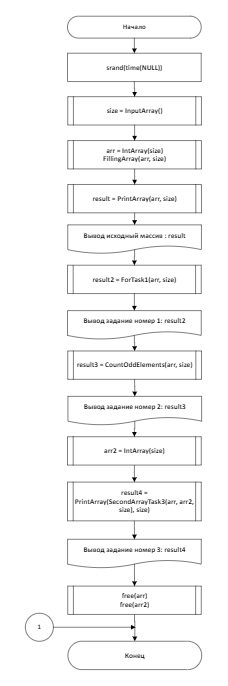 Начало
srand(time(NULL))
size = InputArray()
arr = IntArray(size)
FillingArray(arr, size)
result = PrintArray(arr, size)
Вывод исходный массив : result
result2 = ForTask1(arr, size)
Вывод задание номер 1: result2
result3 = CountOddElements(arr, size)
Вывод задание номер 2: result3
arr2 = IntArray(size)
result4 =
PrintArray(SecondArrayTask3(arr, arr2,
size), size)
Вывод задание номер 3: result4
free(arr)
free(arr2)
1
Конец